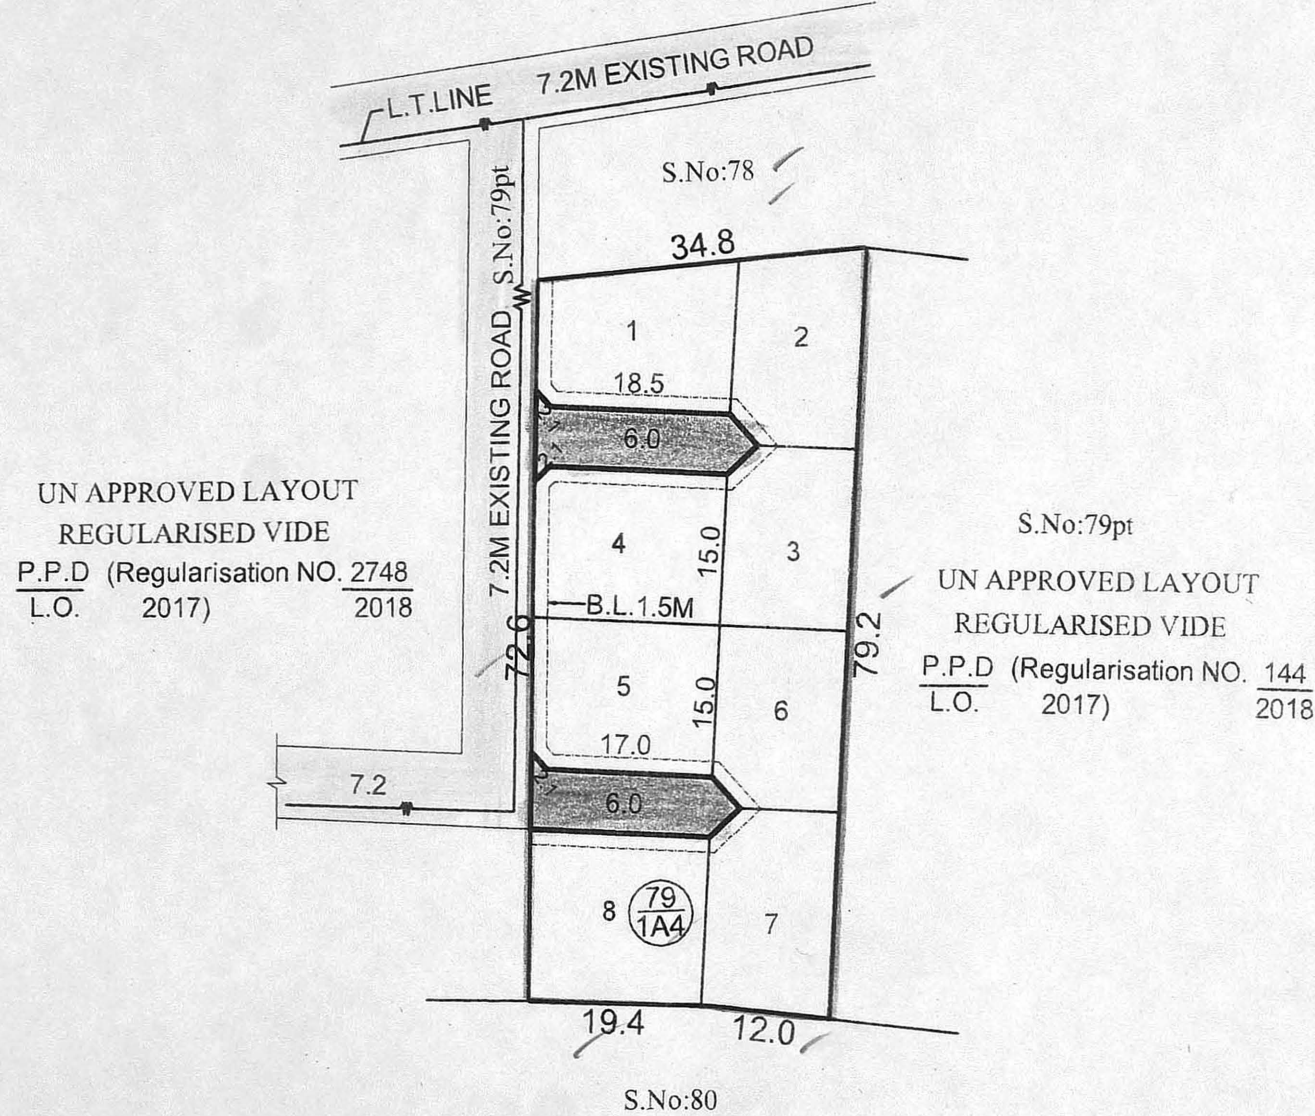 7.2M EXISTING ROAD
L.T.LINE
S.No:79pt
S.No:78
34.8
7.2M EXISTING ROAD
1
2
18.5
6.0
UN APPROVED LAYOUT
REGULARISED VIDE
P.P.D (Regularisation NO. 2748
L.O. 2017) 2018
4
15.0
3
S.No:79pt
UN APPROVED LAYOUT
REGULARISED VIDE
P.P.D (Regularisation NO. 144
L.O. 2017) 2018
B.L.1.5M
72.6
79.2
5
15.0
6
17.0
7.2
6.0
8
79
1A4
7
19.4
12.0
S.No:80